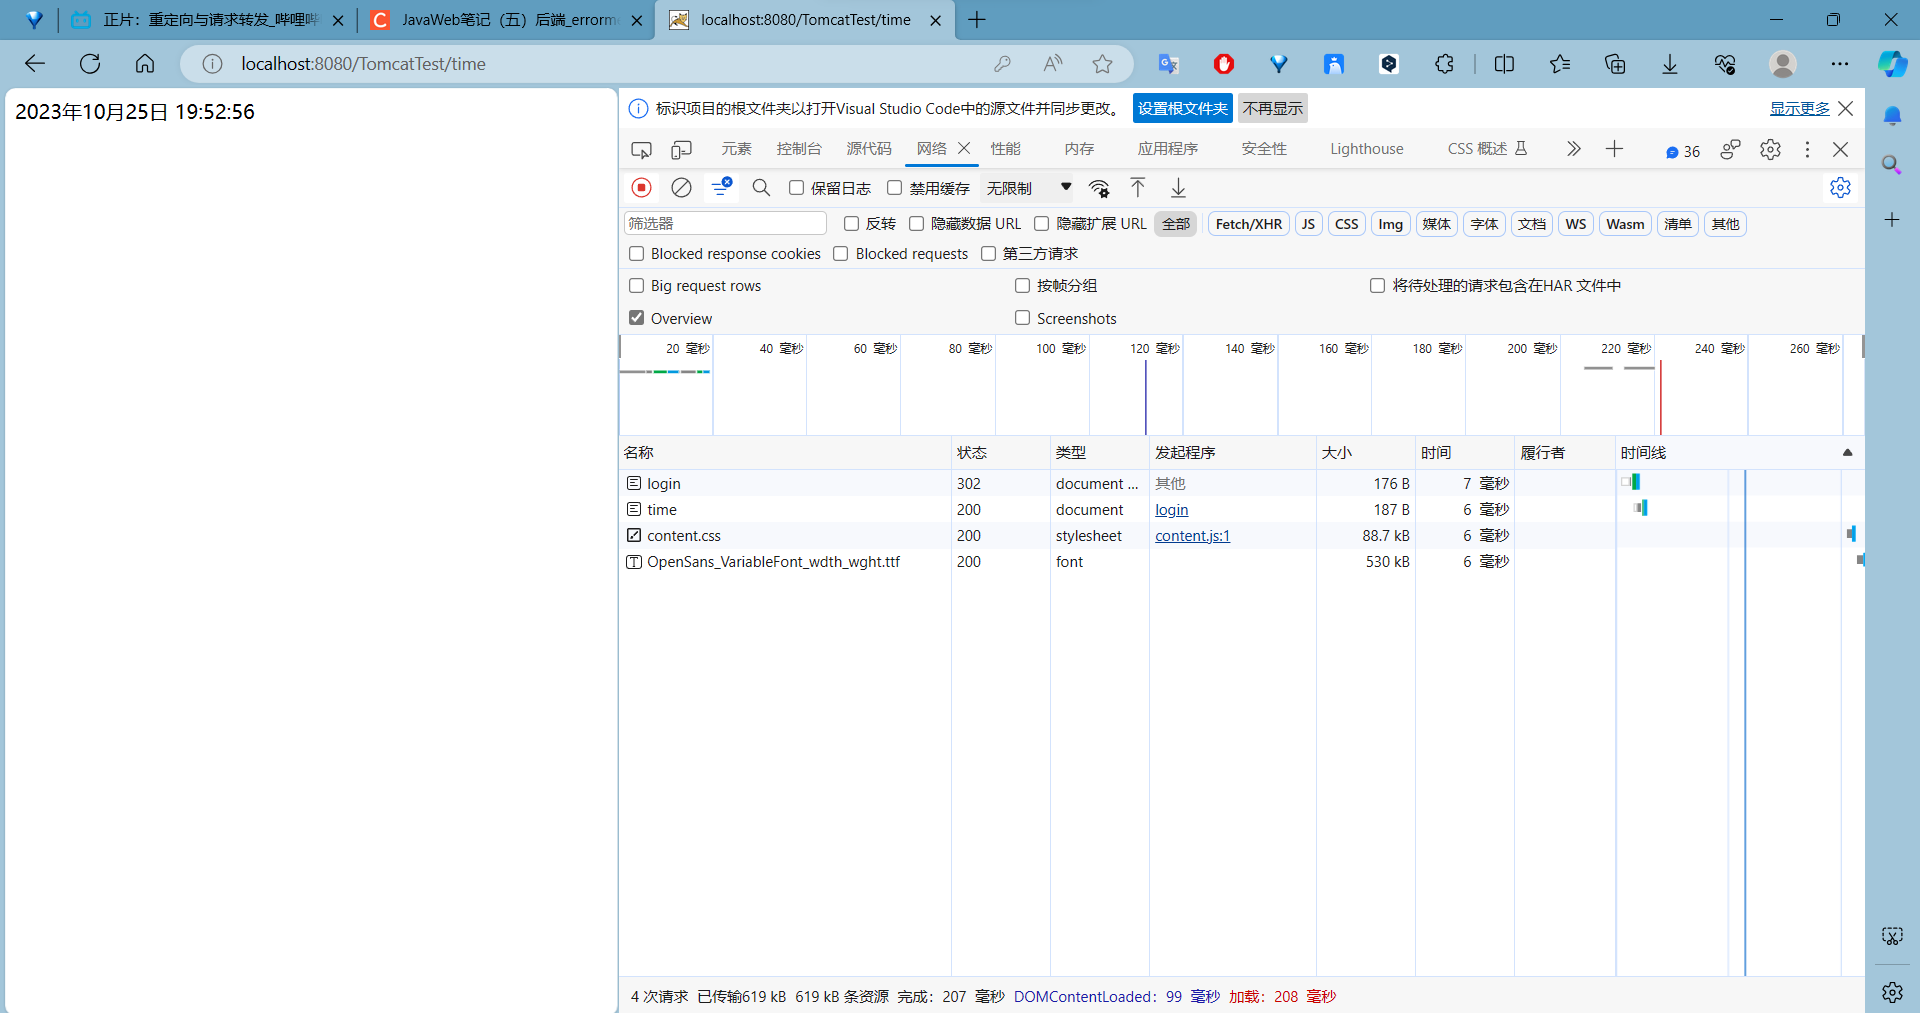 正片：重定向与请求转发_哔哩哔
JavaWeb笔记（五）后端_errorm
localhost:8080/TomcatTest/time
localhost:8080/TomcatTest/time
2023年10月25日 19:52:56
标识项目的根文件夹以打开Visual Studio Code中的源文件并同步更改。 设置根文件夹 不再显示 显示更多
元素 控制台 源代码 网络 性能 内存 应用程序 安全性 Lighthouse CSS 概述 36
保留日志 禁用缓存 无限制
筛选器 反转 隐藏数据 URL 隐藏扩展 URL 全部 Fetch/XHR JS CSS Img 媒体 字体 文档 WS Wasm 清单 其他
Blocked response cookies Blocked requests 第三方请求
Big request rows 按帧分组 将待处理的请求包含在HAR 文件中
Overview Screenshots
20 毫秒 40 毫秒 60 毫秒 80 毫秒 100 毫秒 120 毫秒 140 毫秒 160 毫秒 180 毫秒 200 毫秒 220 毫秒 240 毫秒 260 毫秒
名称 状态 类型 发起程序 大小 时间 履行者 时间线
login 302 document ... 其他 176 B 7 毫秒
time 200 document login 187 B 6 毫秒
content.css 200 stylesheet content.js:1 88.7 kB 6 毫秒
OpenSans_VariableFont_wdth_wght.ttf 200 font 530 kB 6 毫秒
4 次请求 已传输619 kB 619 kB 条资源 完成：207 毫秒 DOMContentLoaded：99 毫秒 加载：208 毫秒